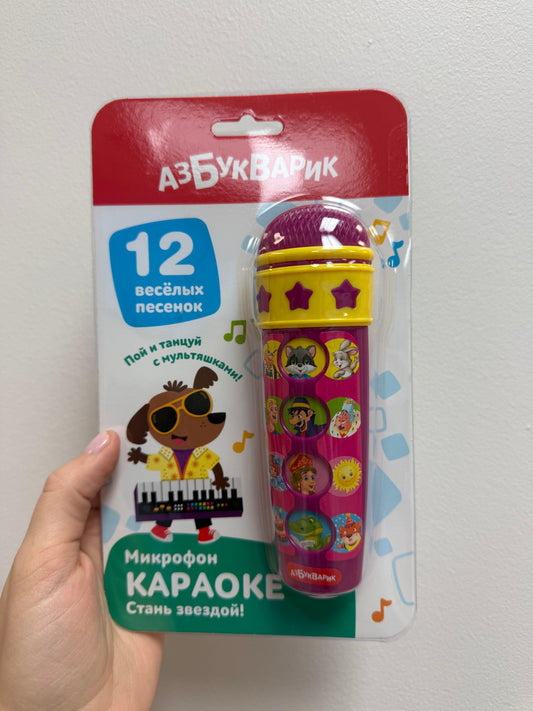 АЗБУКВАРИК
12
весёлых
песенок
Пой и танцуй
с мультяшками!
Микрофон
КАРАОКЕ
Стань звездой!
АЗБУКВАРИК